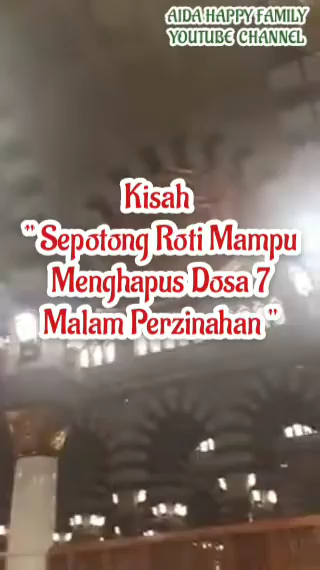 AIDA HAPPY FAMILY
YOUTUBE CHANNEL
Kisah
" Sepotong Roti Mampu
Menghapus Dosa 7
Malam Perzinahan "